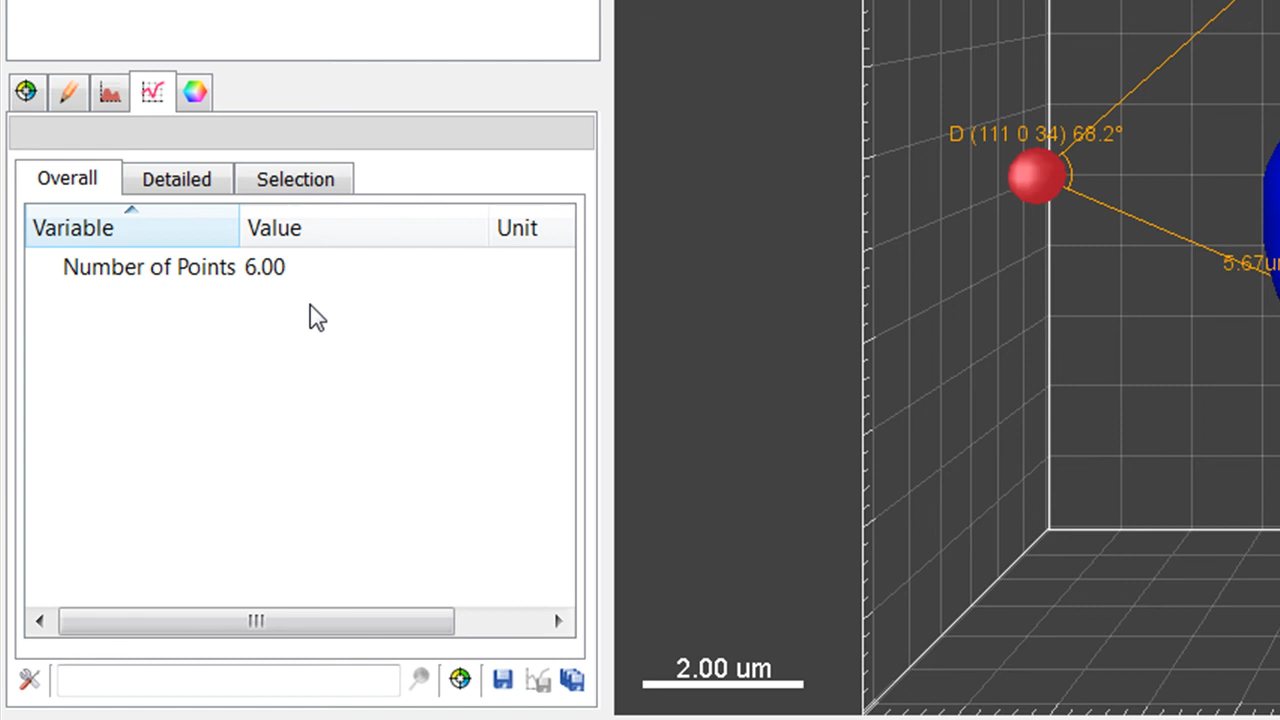 Overall
Detailed
Selection
Variable
Value
Unit
Number of Points 6.00
D (111 0 34) 68.2°
2.00 um